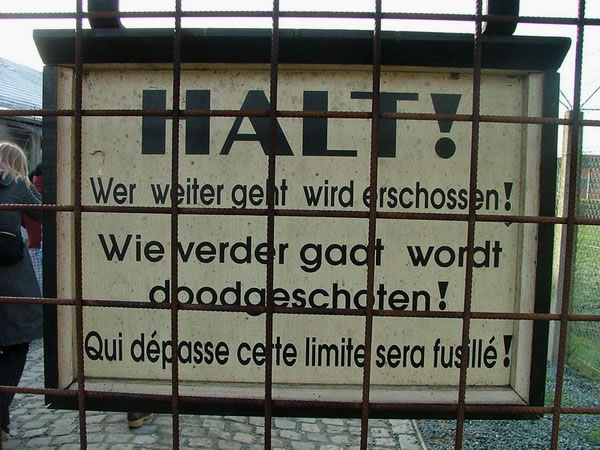 HALT!
Wer weiter geht wird erschossen!
Wie verder gaat wordt
doodgeschoten!
Qui dépasse cette limite sera fusillé!